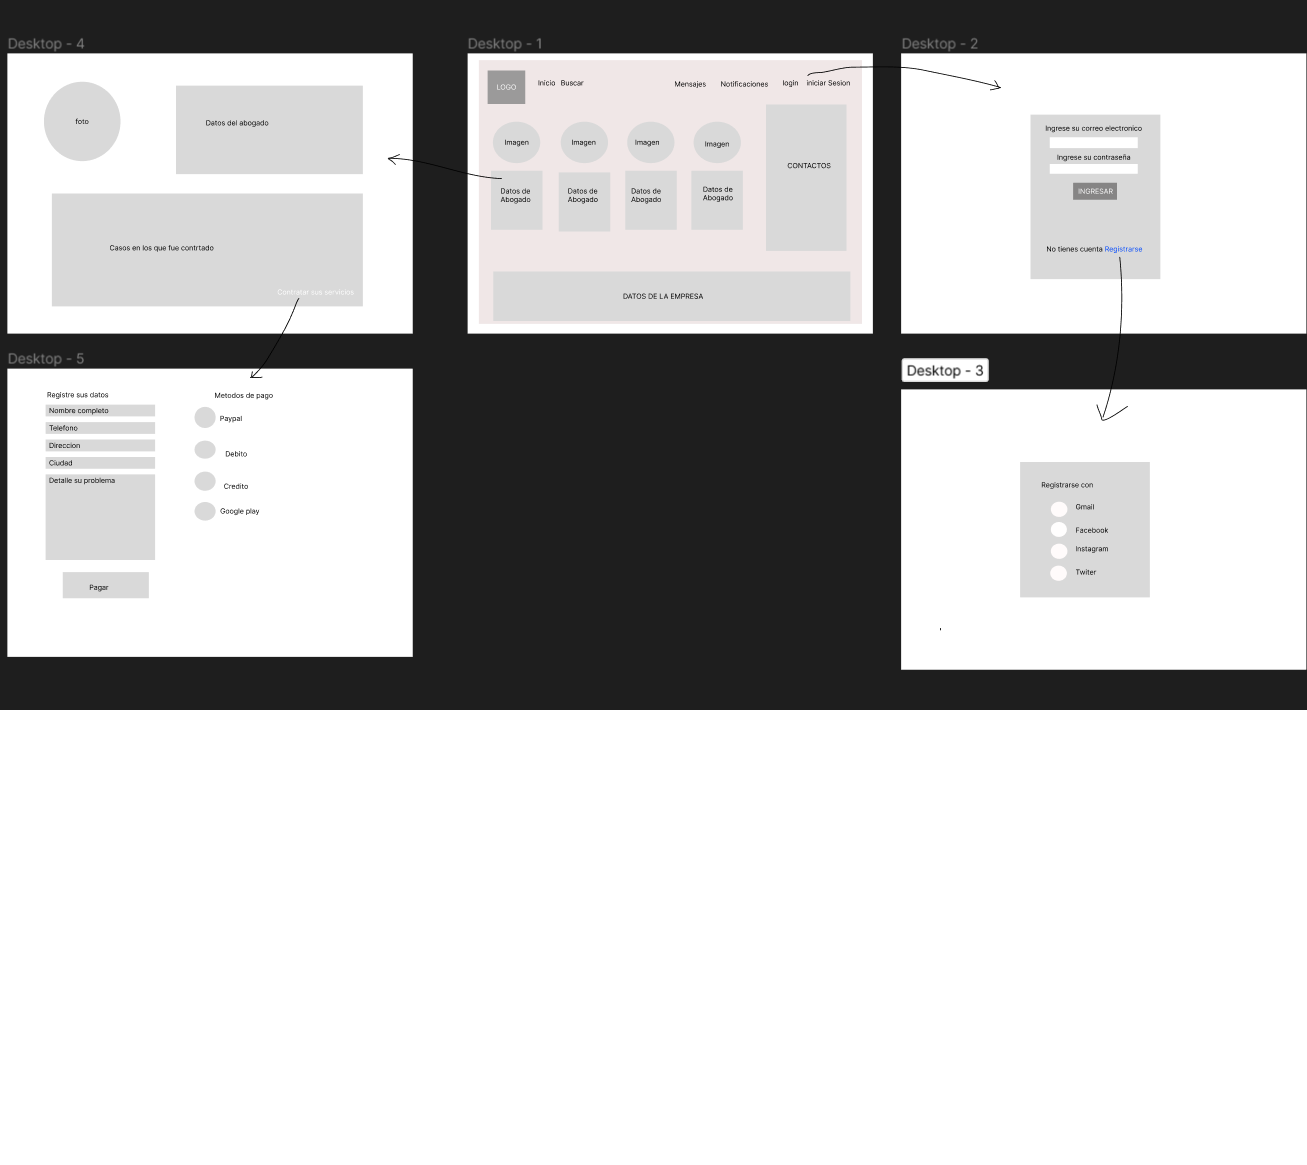 Desktop - 4
foto
Datos del abogado
Casos en los que fue contrtado
Contratar sus servicios
Desktop - 1
LOGO
Inicio Buscar
Mensajes
Notificaciones
login
iniciar Sesion
Imagen
Imagen
Imagen
Imagen
Datos de
Abogado
Datos de
Abogado
Datos de
Abogado
Datos de
Abogado
CONTACTOS
DATOS DE LA EMPRESA
Desktop - 2
Ingrese su correo electronico
Ingrese su contraseña
INGRESAR
No tienes cuenta Registrarse
Desktop - 5
Registre sus datos
Nombre completo
Telefono
Direccion
Ciudad
Detalle su problema
Pagar
Metodos de pago
Paypal
Debito
Credito
Google play
Desktop - 3
Registrarse con
Gmail
Facebook
Instagram
Twiter